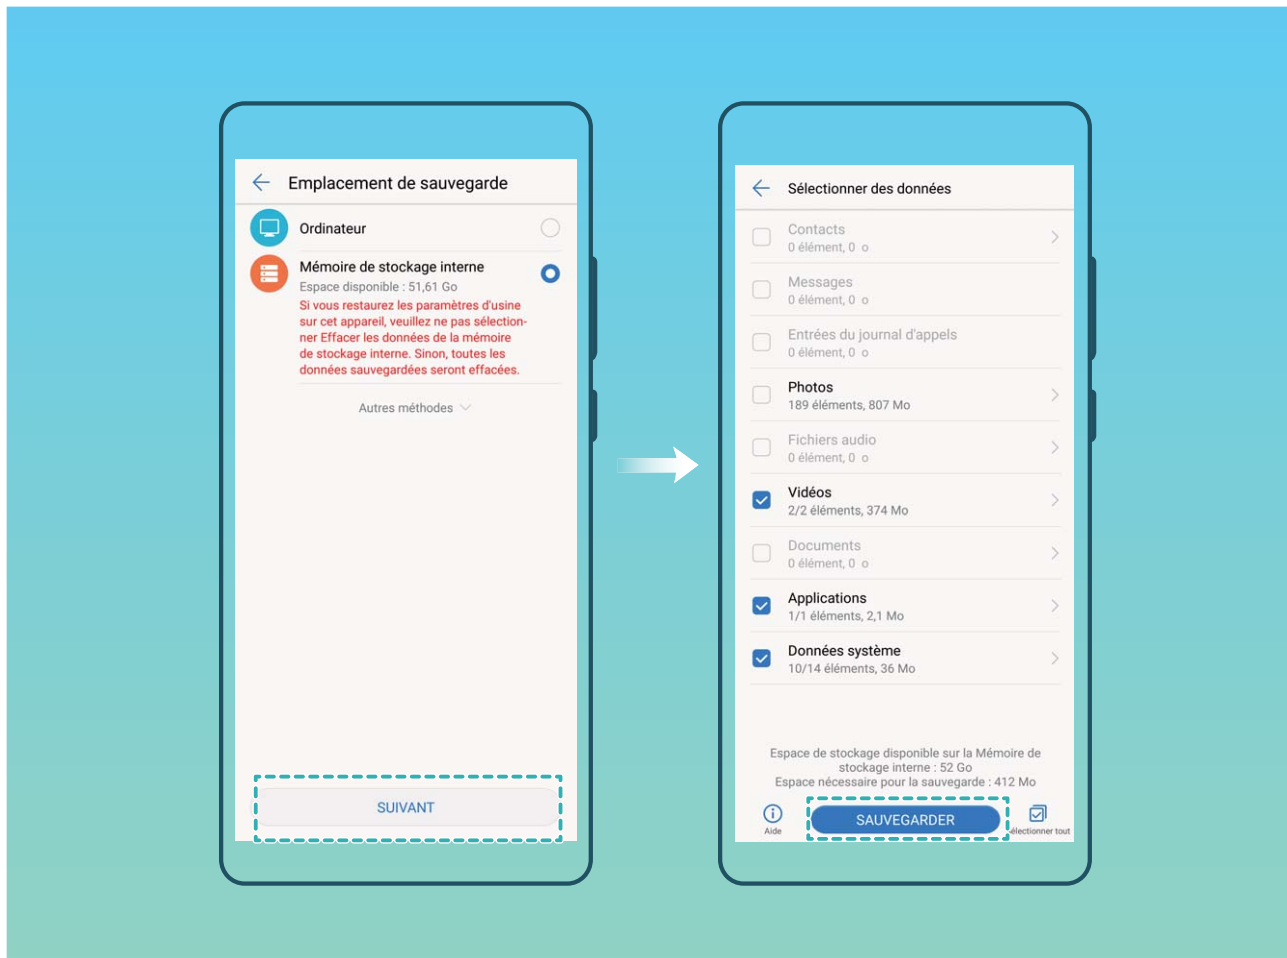 Emplacement de sauvegarde
Ordinateur
Mémoire de stockage interne
Espace disponible : 51,61 Go
Si vous restaurez les paramètres d'usine
sur cet appareil, veuillez ne pas sélection-
ner Effacer les données de la mémoire
de stockage interne. Sinon, toutes les
données sauvegardées seront effacées.
Autres méthodes
SUIVANT
Sélectionner des données
Contacts
0 élément, 0 o
Messages
0 élément, 0 o
Entrées du journal d'appels
0 élément, 0 o
Photos
189 éléments, 807 Mo
Fichiers audio
0 élément, 0 o
Vidéos
2/2 éléments, 374 Mo
Documents
0 élément, 0 o
Applications
1/1 éléments, 2,1 Mo
Données système
10/14 éléments, 36 Mo
Espace de stockage disponible sur la Mémoire de
stockage interne : 52 Go
Espace nécessaire pour la sauvegarde : 412 Mo
Aide
SAUVEGARDER
électionner tout